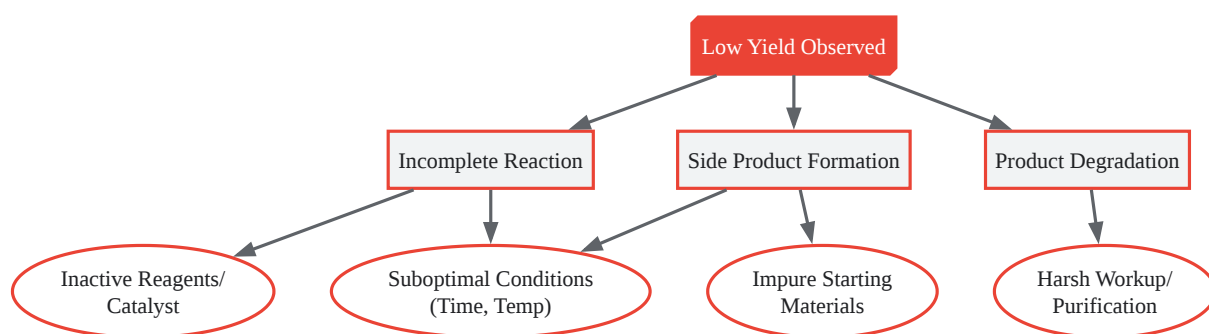 Low Yield Observed
Incomplete Reaction
Side Product Formation
Product Degradation
Inactive Reagents/
Catalyst
Suboptimal Conditions
(Time, Temp)
Impure Starting
Materials
Harsh Workup/
Purification